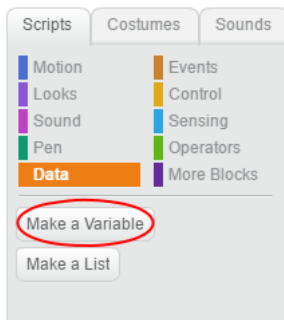 Scripts Costumes Sounds
Motion Events
Looks Control
Sound Sensing
Pen Operators
Data More Blocks
Make a Variable
Make a List